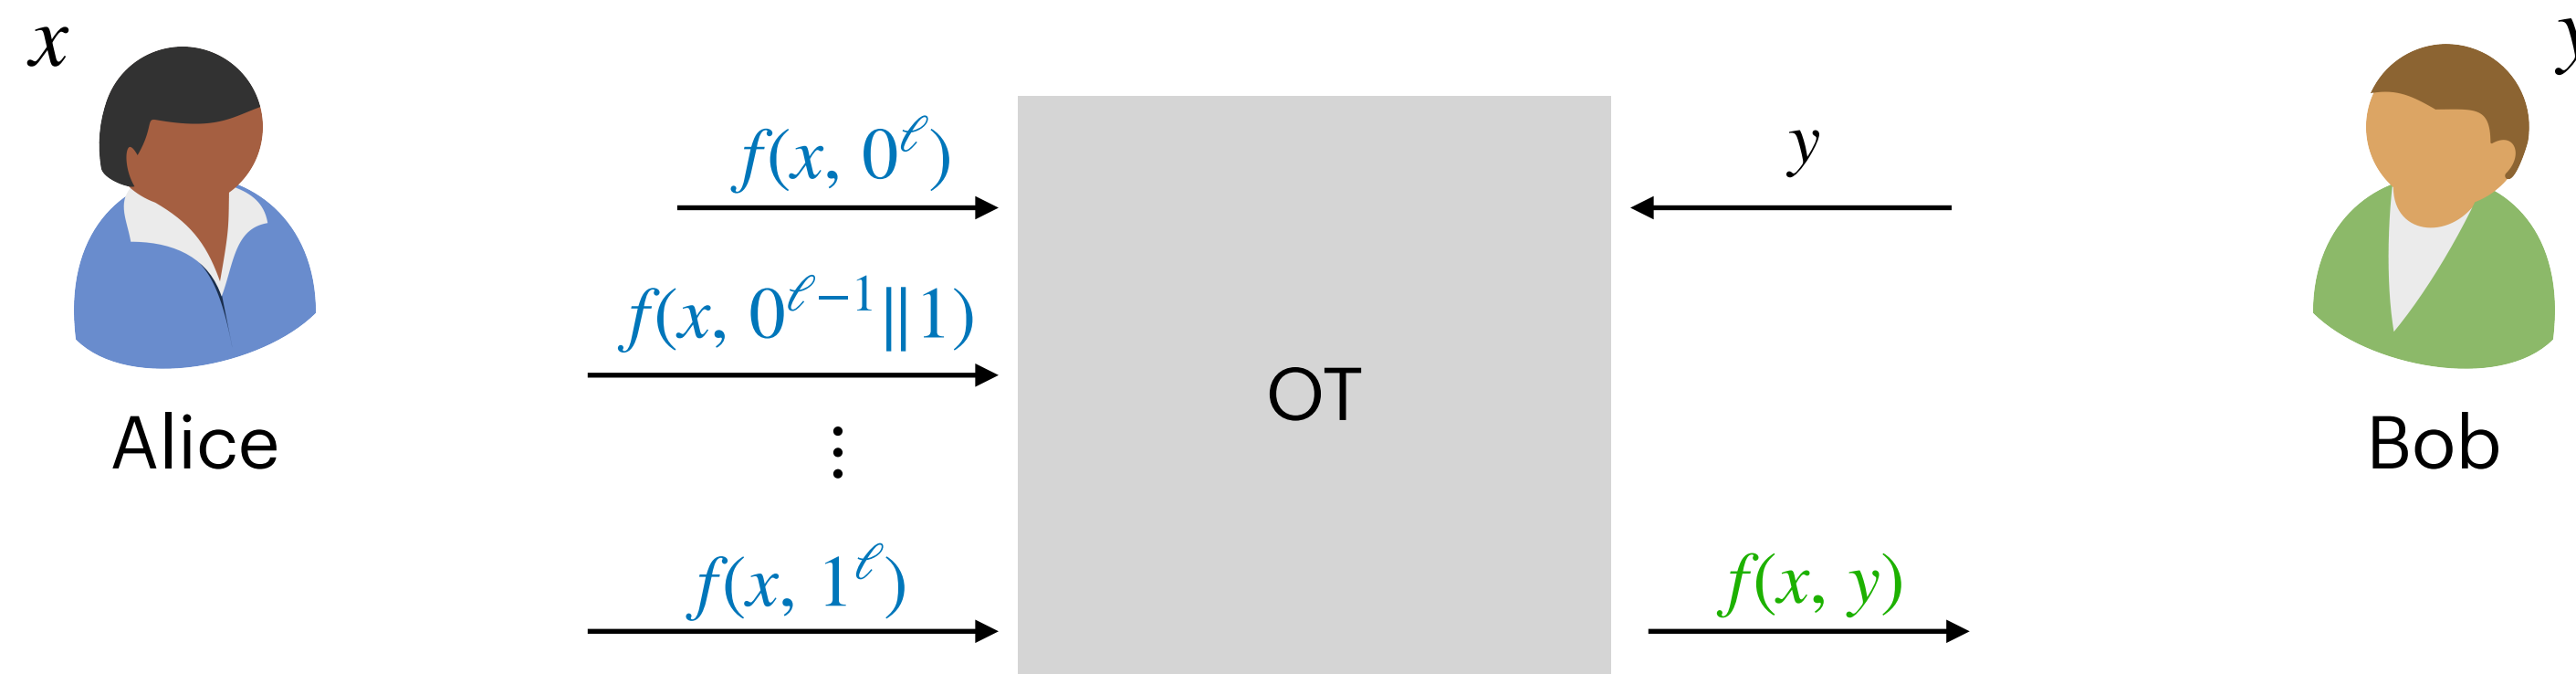 x
f(x, 0^ℓ)
y
f(x, 0^{ℓ−1}∥1)
OT
Alice
Bob
⋮
f(x, 1^ℓ)
f(x, y)